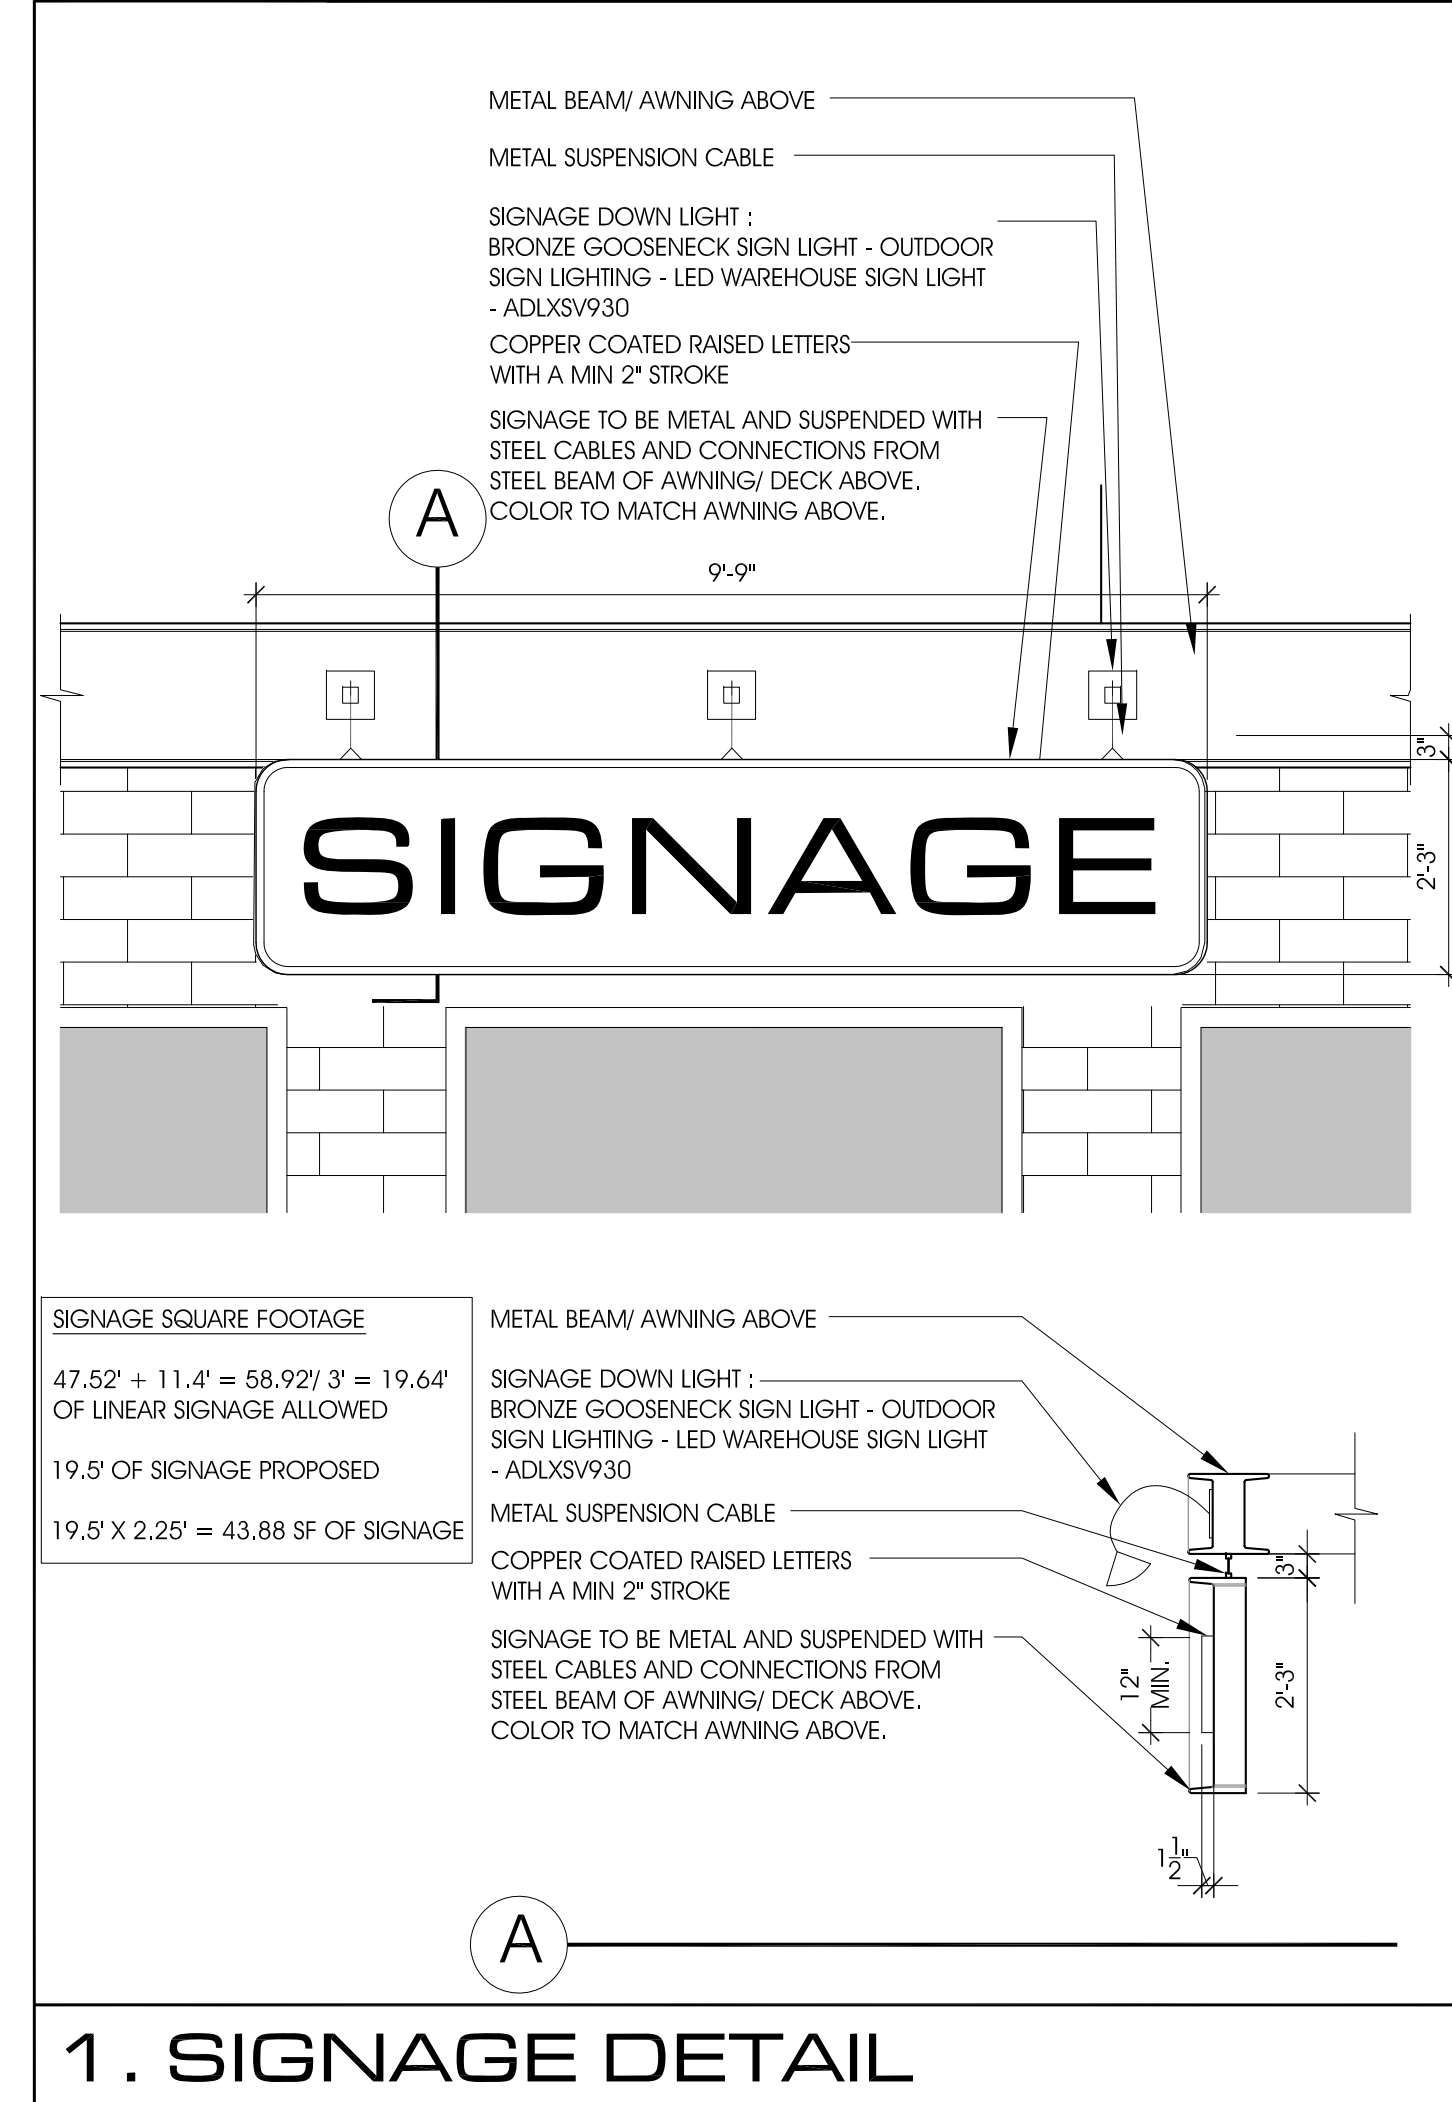 METAL BEAM/ AWNING ABOVE
METAL SUSPENSION CABLE
SIGNAGE DOWN LIGHT :
BRONZE GOOSENECK SIGN LIGHT - OUTDOOR
SIGN LIGHTING - LED WAREHOUSE SIGN LIGHT
- ADLXSV930
COPPER COATED RAISED LETTERS
WITH A MIN 2" STROKE
SIGNAGE TO BE METAL AND SUSPENDED WITH
STEEL CABLES AND CONNECTIONS FROM
STEEL BEAM OF AWNING/ DECK ABOVE.
COLOR TO MATCH AWNING ABOVE.
A
9'-9"
3"
2'-3"
SIGNAGE
SIGNAGE SQUARE FOOTAGE
47.52' + 11.4' = 58.92'/ 3' = 19.64'
OF LINEAR SIGNAGE ALLOWED
19.5' OF SIGNAGE PROPOSED
19.5' X 2.25' = 43.88 SF OF SIGNAGE
METAL BEAM/ AWNING ABOVE
SIGNAGE DOWN LIGHT :
BRONZE GOOSENECK SIGN LIGHT - OUTDOOR
SIGN LIGHTING - LED WAREHOUSE SIGN LIGHT
- ADLXSV930
METAL SUSPENSION CABLE
COPPER COATED RAISED LETTERS
WITH A MIN 2" STROKE
SIGNAGE TO BE METAL AND SUSPENDED WITH
STEEL CABLES AND CONNECTIONS FROM
STEEL BEAM OF AWNING/ DECK ABOVE.
COLOR TO MATCH AWNING ABOVE.
3"
12"
MIN.
2'-3"
1 1/2"
A
1. SIGNAGE DETAIL